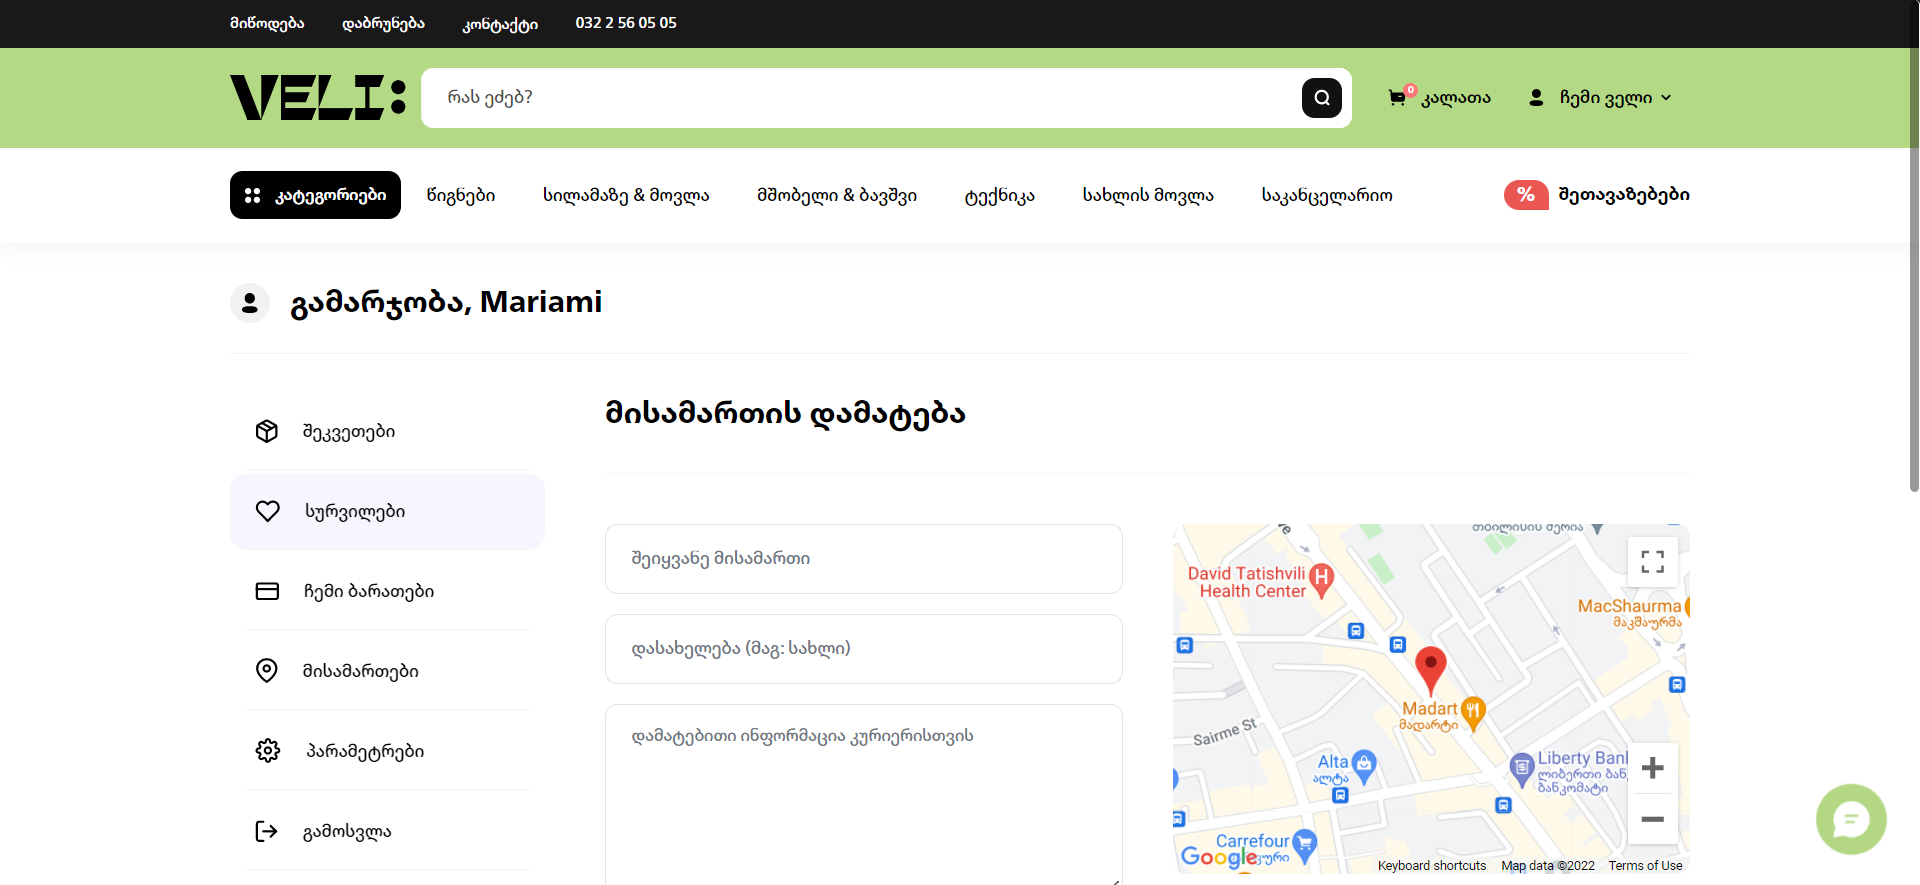 მიწოდება დაბრუნება კონტაქტი 032 2 56 05 05
VELI:
რას ეძებ?
0
კალათა
ჩემი ველი
კატეგორიები წიგნები სილამაზე & მოვლა მშობელი & ბავშვი ტექნიკა სახლის მოვლა საკანცელარიო % შეთავაზებები
გამარჯობა, Mariami
მისამართის დამატება
შეკვეთები
სურვილები
ჩემი ბარათები
მისამართები
პარამეტრები
გამოსვლა
შეიყვანე მისამართი
დასახელება (მაგ: სახლი)
დამატებითი ინფორმაცია კურიერისთვის
თბილისის მერია
David Tatishvili
Health Center
MacShaurma
მაკშაურმა
Madart
მადარტი
Sairme St
Alta
ალტა
Liberty Bank
ლიბერთი ბან
ბანკომატი
Carrefour
Google
Keyboard shortcuts Map data ©2022 Terms of Use